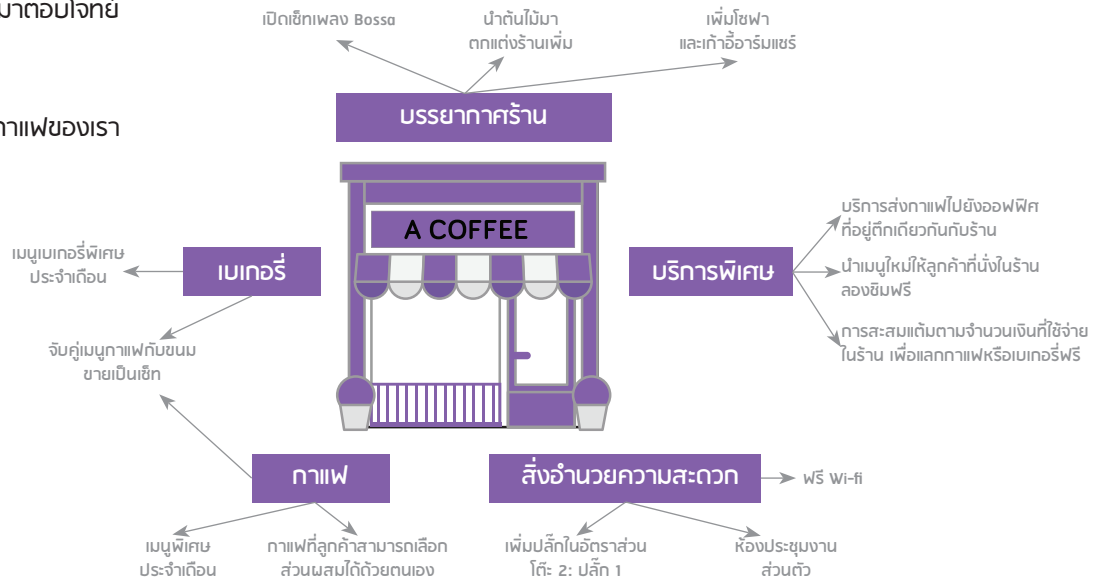 มาตอบโจทย์
กาแฟของเรา
เปิดเซ็ทเพลง Bossa
นำต้นไม้มา
ตกแต่งร้านเพิ่ม
เพิ่มโซฟา
และเก้าอี้อาร์มแชร์
บรรยากาศร้าน
A COFFEE
เมนูเบเกอรี่พิเศษ
ประจำเดือน
เบเกอรี่
จับคู่เมนูกาแฟกับขนม
ขายเป็นเซ็ท
บริการพิเศษ
บริการส่งกาแฟไปยังออฟฟิศ
ที่อยู่ตึกเดียวกันกับร้าน
นำเมนูใหม่ให้ลูกค้าที่นั่งในร้าน
ลองชิมฟรี
การสะสมแต้มตามจำนวนเงินที่ใช้จ่าย
ในร้าน เพื่อแลกกาแฟหรือเบเกอรี่ฟรี
กาแฟ
เมนูพิเศษ
ประจำเดือน
กาแฟที่ลูกค้าสามารถเลือก
ส่วนผสมได้ด้วยตนเอง
สิ่งอำนวยความสะดวก
ฟรี Wi-fi
เพิ่มปลั๊กในอัตราส่วน
โต๊ะ 2: ปลั๊ก 1
ห้องประชุมงาน
ส่วนตัว